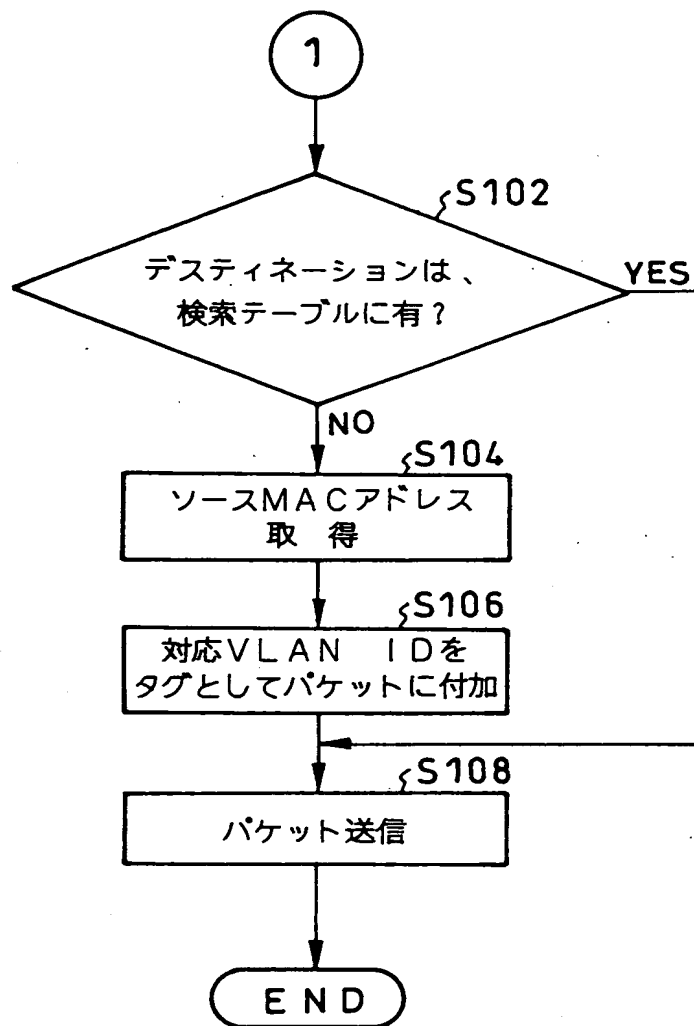 1
S102
デスティネーションは、
検索テーブルに有?
YES
NO
S104
ソースMACアドレス
取 得
S106
対応VLAN IDを
タグとしてパケットに付加
S108
パケット送信
END